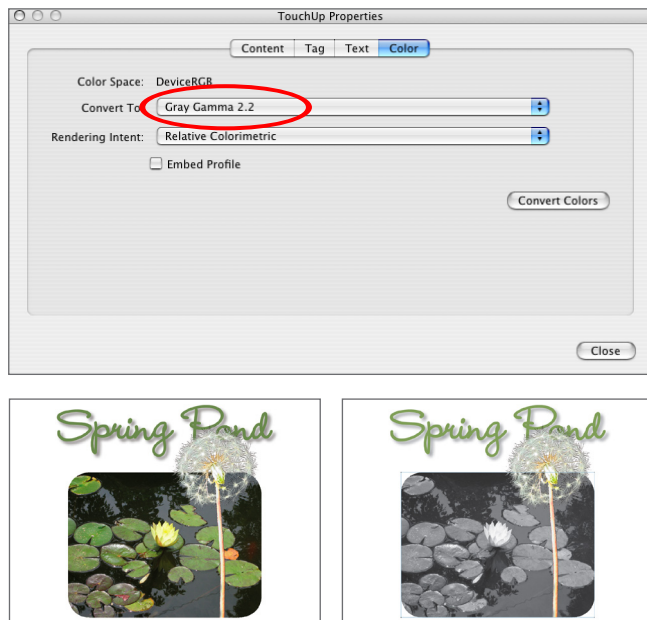 TouchUp Properties
Content Tag Text Color
Color Space: DeviceRGB
Convert To: Gray Gamma 2.2
Rendering Intent: Relative Colorimetric
Embed Profile
Convert Colors
Close
Spring Pond
Spring Pond